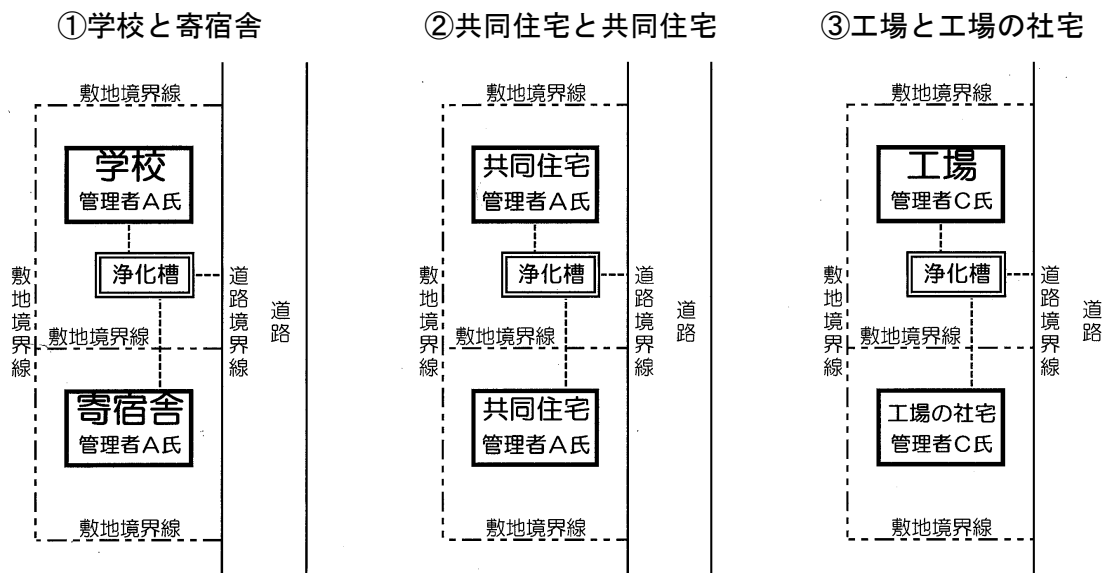 ①学校と寄宿舎
敷地境界線
学校
管理者A氏
浄化槽
敷地境界線
敷地境界線
道路境界線
道路
寄宿舎
管理者A氏
敷地境界線
②共同住宅と共同住宅
敷地境界線
共同住宅
管理者A氏
浄化槽
敷地境界線
敷地境界線
道路境界線
道路
共同住宅
管理者A氏
敷地境界線
③工場と工場の社宅
敷地境界線
工場
管理者C氏
浄化槽
敷地境界線
敷地境界線
道路境界線
道路
工場の社宅
管理者C氏
敷地境界線